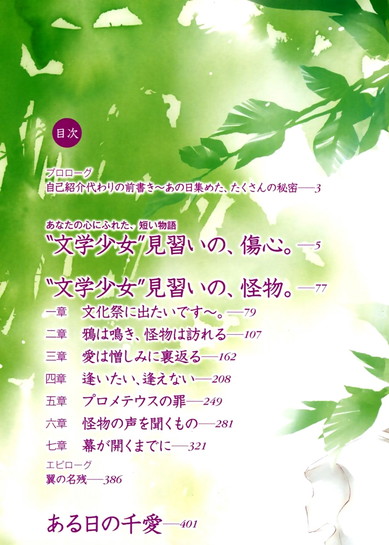 目次
プロローグ
自己紹介代わりの前書き～あの日集めた、たくさんの秘密──3
あなたの心にふれた、短い物語
“文学少女”見習いの、傷心。──5
“文学少女”見習いの、怪物。──77
一章　文化祭に出たいです～。──79
二章　鴉は鳴き、怪物は訪れる──107
三章　愛は憎しみに裏返る──162
四章　逢いたい、逢えない──208
五章　プロメテウスの罪──249
六章　怪物の声を聞くもの──281
七章　幕が開くまでに──321
エピローグ
翼の名残──386
ある日の千愛──401